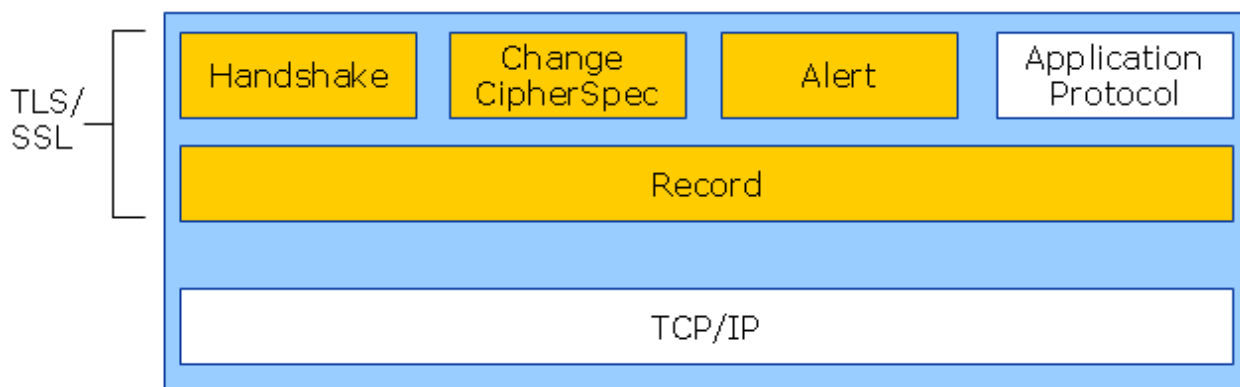 TLS/
SSL
Handshake
Change
CipherSpec
Alert
Application
Protocol
Record
TCP/IP